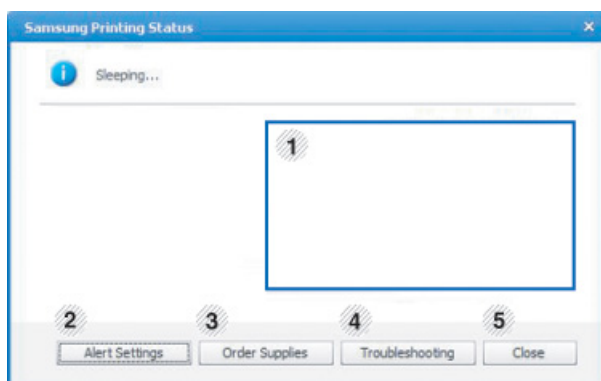 Samsung Printing Status
Sleeping...
1
2 3 4 5
Alert Settings Order Supplies Troubleshooting Close